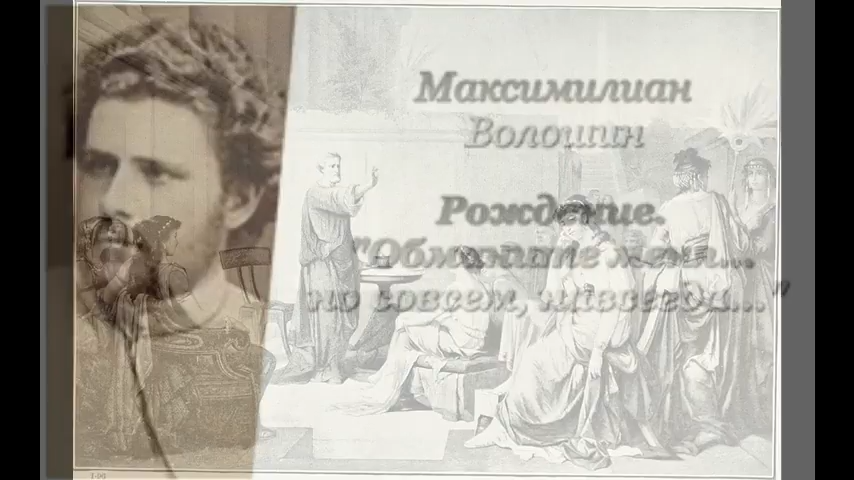 Максимилиан
Волошин
Рождение.
"Обманите меня...
но совсем, навсегда..."